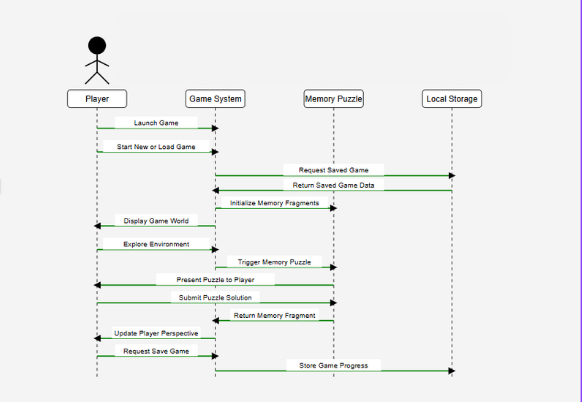 Player
Game System
Memory Puzzle
Local Storage
Launch Game
Start New or Load Game
Request Saved Game
Return Saved Game Data
Initialize Memory Fragments
Display Game World
Explore Environment
Trigger Memory Puzzle
Present Puzzle to Player
Submit Puzzle Solution
Return Memory Fragment
Update Player Perspective
Request Save Game
Store Game Progress